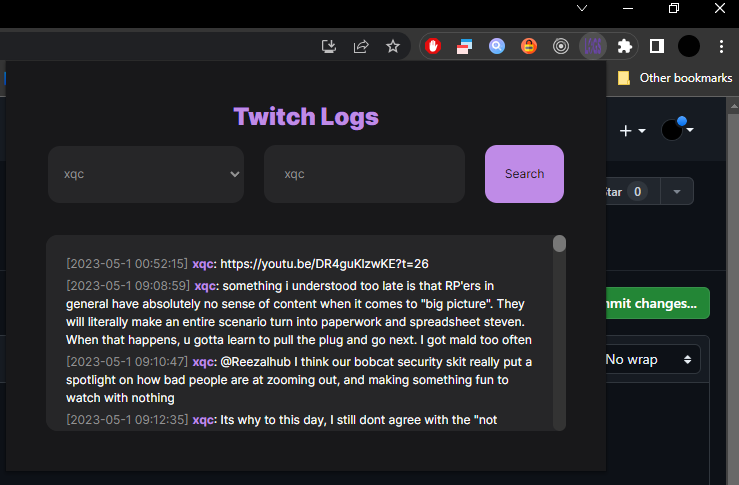 Other bookmarks
Twitch Logs
xqc
xqc
Search
Star 0
[2023-05-1 00:52:15] xqc: https://youtu.be/DR4guKlzwKE?t=26
[2023-05-1 09:08:59] xqc: something i understood too late is that RP'ers in
general have absolutely no sense of content when it comes to "big picture". They
will literally make an entire scenario turn into paperwork and spreadsheet steven.
When that happens, u gotta learn to pull the plug and go next. I got mald too often
[2023-05-1 09:10:47] xqc: @Reezalhub I think our bobcat security skit really put a
spotlight on how bad people are at zooming out, and making something fun to
watch with nothing
[2023-05-1 09:12:35] xqc: Its why to this day, I still dont agree with the "not
mmit changes...
No wrap